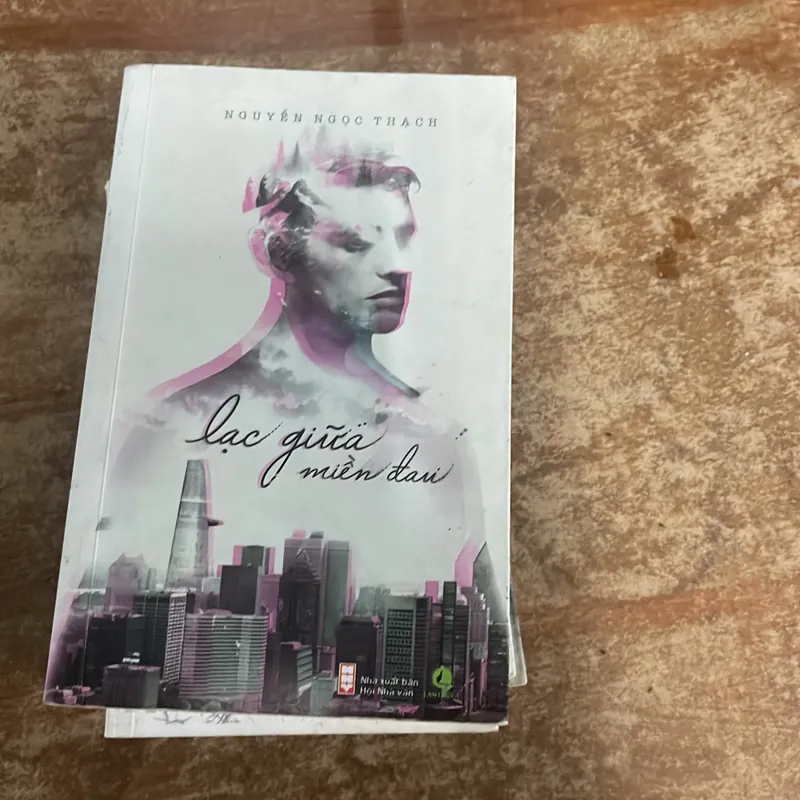 NGUYỄN NGỌC THẠCH
lạc giữa
miền đau
Nhà xuất bản
Hội Nhà văn